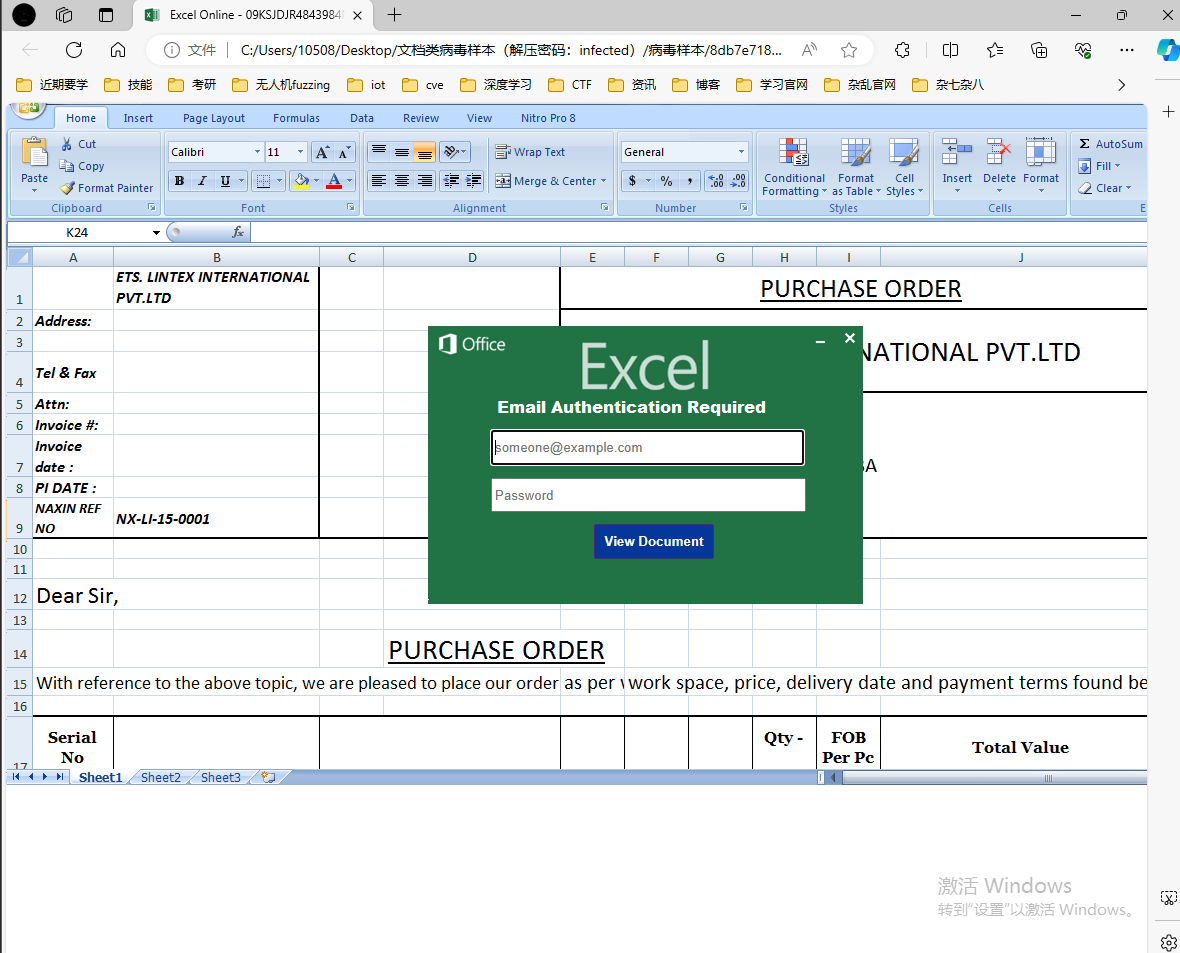 Excel Online - 09KSJDJR4843984
文件
C:/Users/10508/Desktop/文档类病毒样本（解压密码：infected）/病毒样本/8db7e718...
近期要学 技能 考研 无人机fuzzing iot cve 深度学习 CTF 资讯 博客 学习官网 杂乱官网 杂七杂八
Home Insert Page Layout Formulas Data Review View Nitro Pro 8
Paste
Cut
Copy
Format Painter
Clipboard
Calibri 11
B I U
Font
Wrap Text
Merge & Center
Alignment
General
$ % ,
Number
Conditional Formatting
Format as Table
Cell Styles
Styles
Insert Delete Format
Cells
AutoSum
Fill
Clear
E
K24
fx
A B C D E F G H I J
1 ETS. LINTEX INTERNATIONAL
PVT.LTD
PURCHASE ORDER
2 Address:
3
NATIONAL PVT.LTD
4 Tel & Fax
5 Attn:
6 Invoice #:
7 Invoice
date :
8 PI DATE :
9 NAXIN REF
NO
NX-LI-15-0001
Office
Excel
Email Authentication Required
someone@example.com
Password
View Document
10
11
12 Dear Sir,
13
14 PURCHASE ORDER
15 With reference to the above topic, we are pleased to place our order as per work space, price, delivery date and payment terms found be
16
17 Serial
No
Qty -
FOB
Per Pc
Total Value
Sheet1 Sheet2 Sheet3
激活 Windows
转到"设置"以激活 Windows。